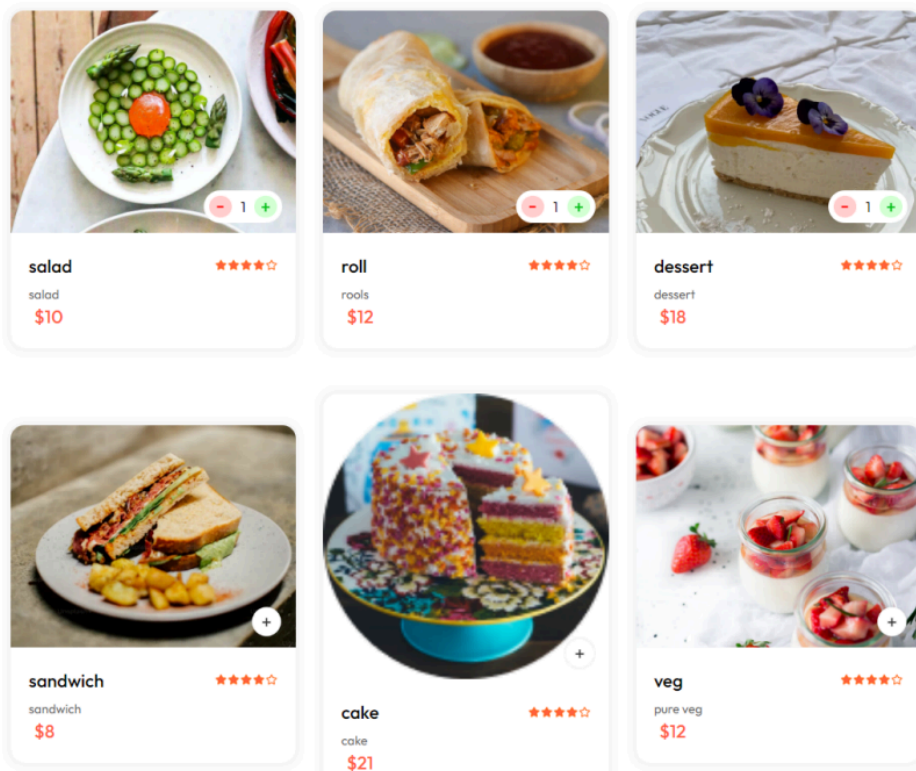 - 1 +
- 1 +
- 1 +
salad
salad
$10
roll
rools
$12
dessert
dessert
$18
+
+
+
sandwich
sandwich
$8
cake
cake
$21
veg
pure veg
$12